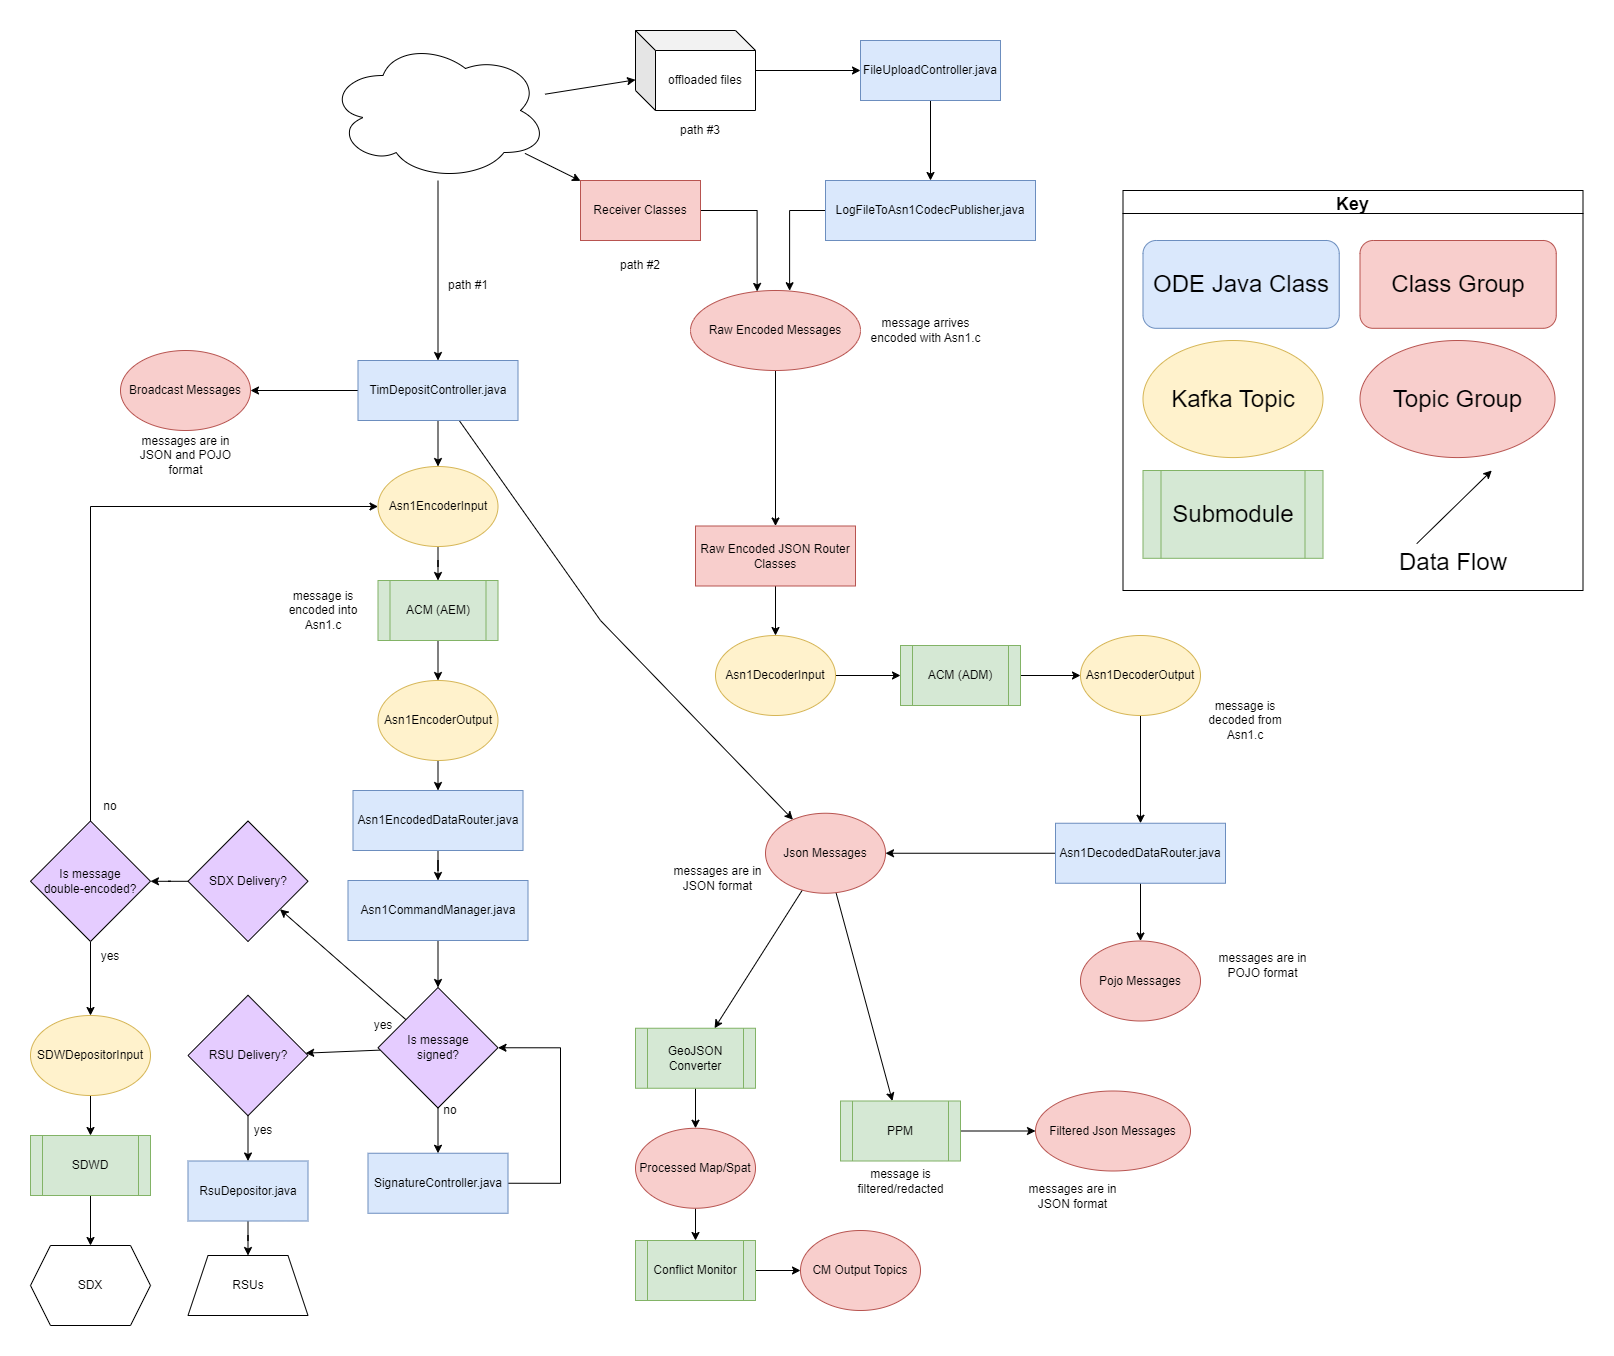 offloaded files
FileUploadController.java
path #3
Receiver Classes
LogFileToAsn1CodecPublisher.java
path #2
path #1
Raw Encoded Messages
message arrives
encoded with Asn1.c
Key
ODE Java Class
Class Group
Kafka Topic
Topic Group
Submodule
Data Flow
Broadcast Messages
TimDepositController.java
messages are in
JSON and POJO
format
Asn1EncoderInput
message is
encoded into
Asn1.c
ACM (AEM)
Raw Encoded JSON Router
Classes
Asn1DecoderInput
ACM (ADM)
Asn1DecoderOutput
message is
decoded from
Asn1.c
Asn1EncoderOutput
Asn1EncodedDataRouter.java
no
Is message
double-encoded?
SDX Delivery?
Asn1CommandManager.java
Json Messages
messages are in
JSON format
Asn1DecodedDataRouter.java
Pojo Messages
messages are in
POJO format
yes
yes
SDWDepositorInput
RSU Delivery?
Is message
signed?
no
yes
GeoJSON
Converter
PPM
message is
filtered/redacted
Filtered Json Messages
messages are in
JSON format
SDWD
RsuDepositor.java
SignatureController.java
Processed Map/Spat
SDX
RSUs
Conflict Monitor
CM Output Topics